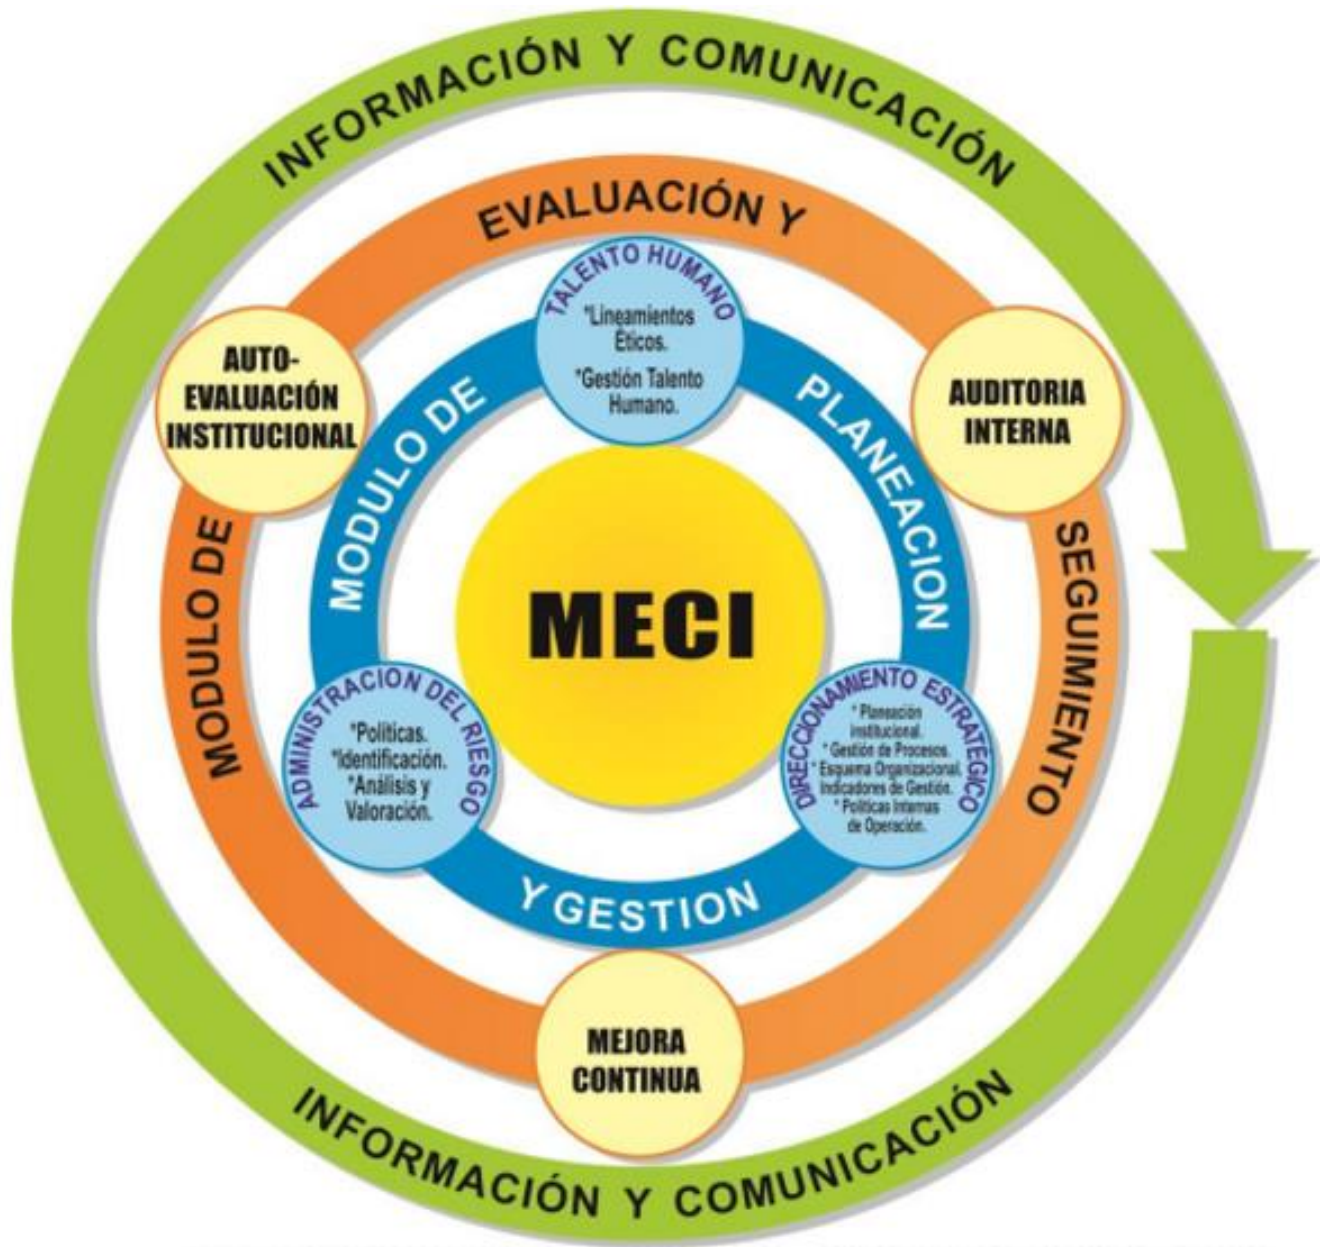 INFORMACIÓN Y COMUNICACIÓN
EVALUACIÓN Y
TALENTO HUMANO
*Lineamientos
Éticos.
*Gestión Talento
Humano.
AUTO-
EVALUACIÓN
INSTITUCIONAL
AUDITORIA
INTERNA
MODULO DE
PLANEACION
MECI
MODULO DE
SEGUIMIENTO
ADMINISTRACION DEL RIESGO
*Políticas.
*Identificación.
*Análisis y
Valoración.
DIRECCIONAMIENTO ESTRATEGICO
* Planeación
institucional.
* Gestión de Procesos.
* Esquema Organizacional.
Indicadores de Gestión.
* Políticas Internas
de Operación.
Y GESTION
MEJORA
CONTINUA
INFORMACIÓN Y COMUNICACIÓN